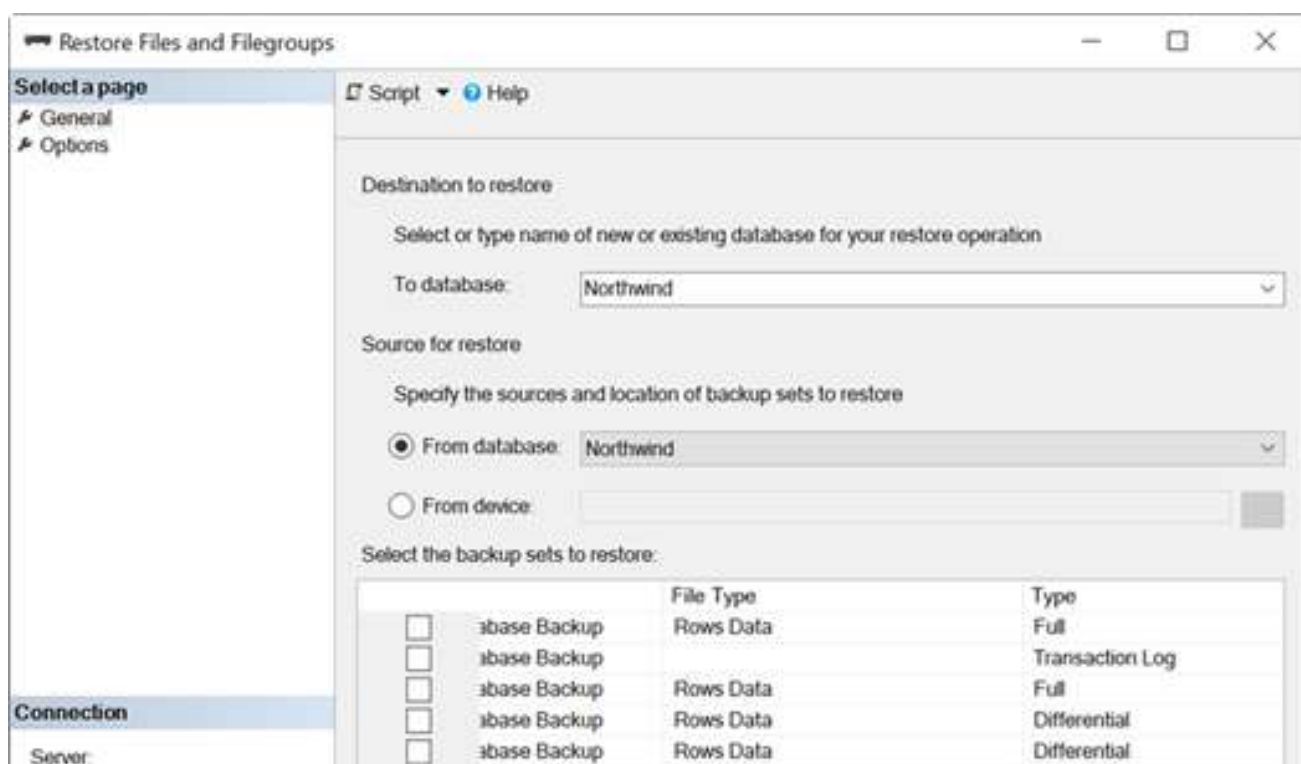 Restore Files and Filegroups
Select a page
General
Options
Script Help
Destination to restore
Select or type name of new or existing database for your restore operation
To database: Northwind
Source for restore
Specify the sources and location of backup sets to restore
From database: Northwind
From device:
Select the backup sets to restore:
File Type Type
abase Backup Rows Data Full
abase Backup Transaction Log
abase Backup Rows Data Full
abase Backup Rows Data Differential
abase Backup Rows Data Differential
Connection
Server: